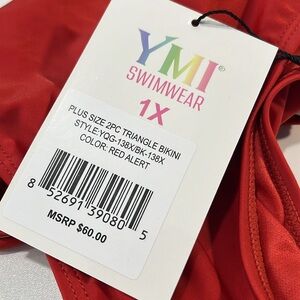 YMI®
SWIMWEAR
1X
PLUS SIZE 2PC TRIANGLE BIKINI
STYLE-YQG-138X/BK-138X
COLOR: RED ALERT
8 52691 39080 5
MSRP $60.00